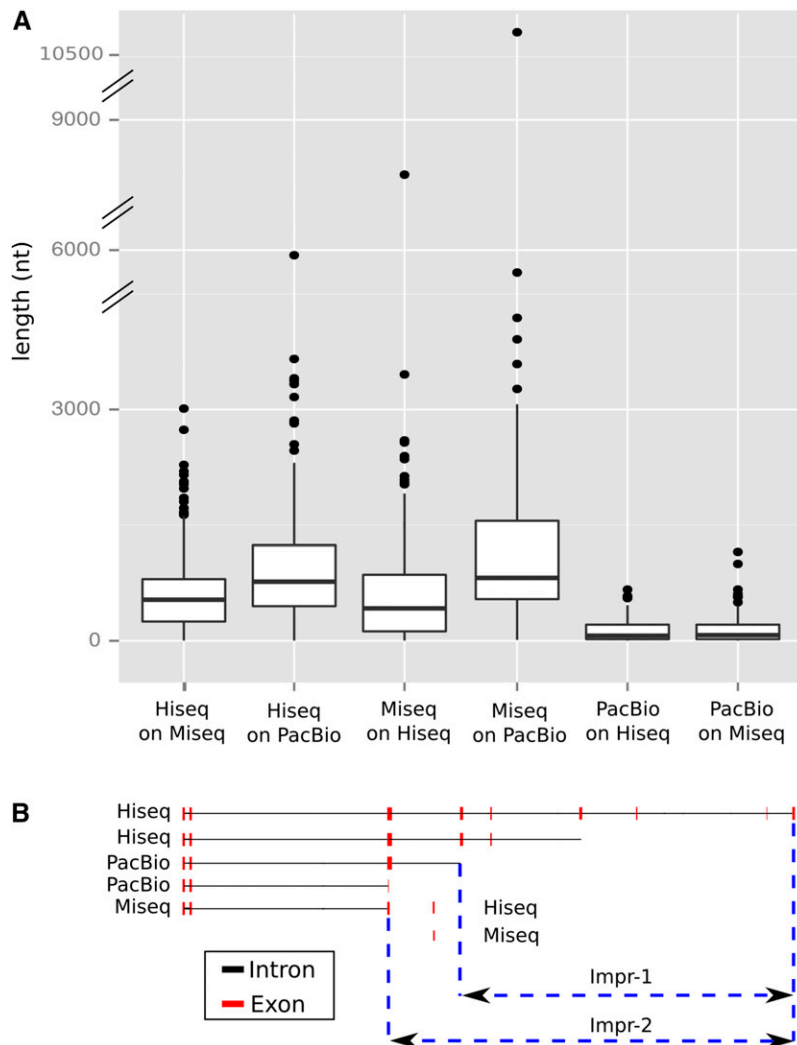 A
10500
9000
6000
3000
0
length (nt)
Hiseq
on Miseq
Hiseq
on PacBio
Miseq
on Hiseq
Miseq
on PacBio
PacBio
on Hiseq
PacBio
on Miseq
B
Hiseq
Hiseq
PacBio
PacBio
Miseq
Hiseq
Miseq
Intron
Exon
Impr-1
Impr-2